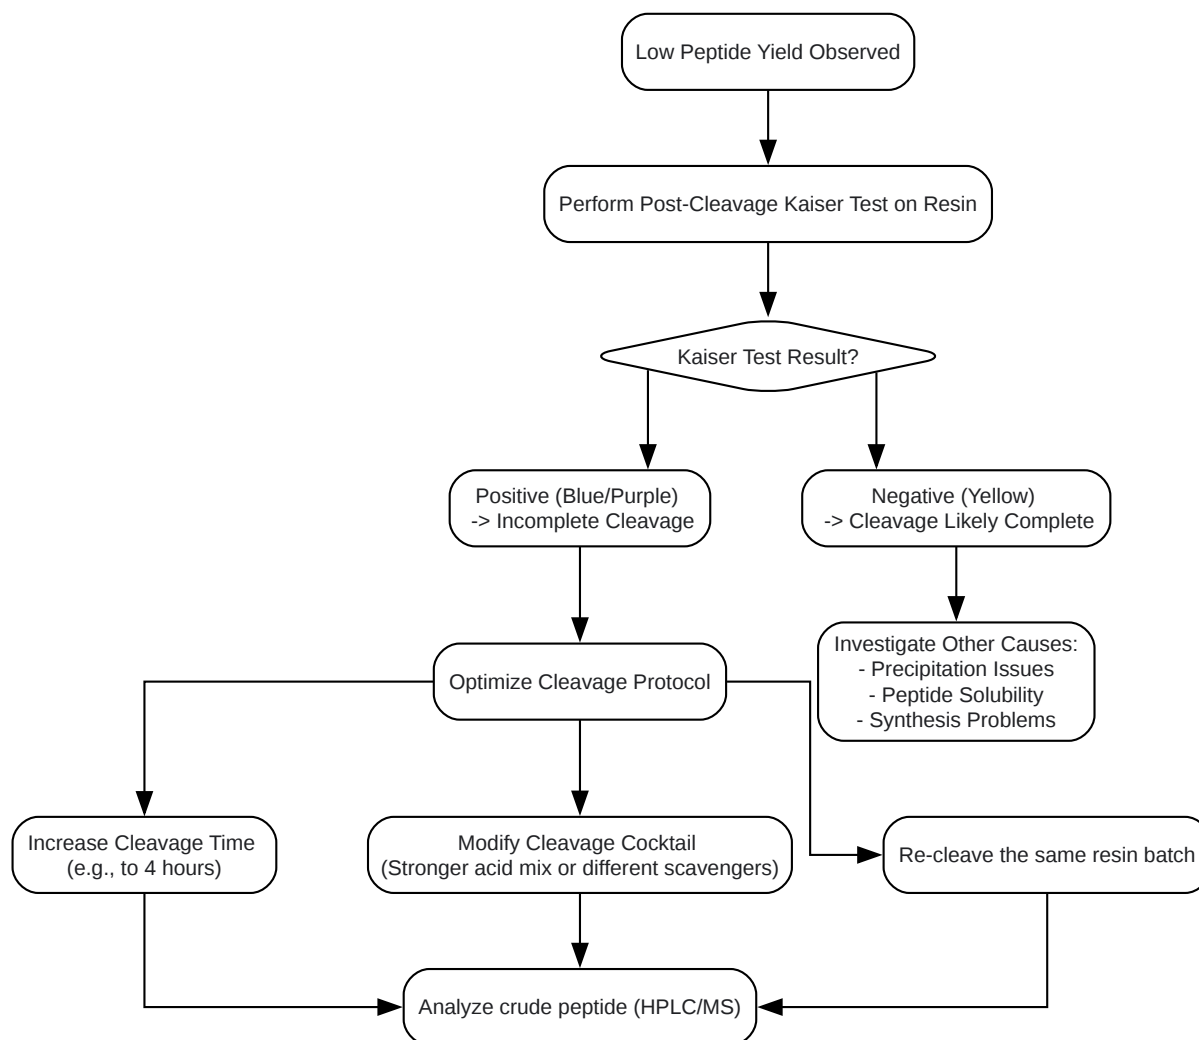 Low Peptide Yield Observed
Perform Post-Cleavage Kaiser Test on Resin
Kaiser Test Result?
Positive (Blue/Purple)
-> Incomplete Cleavage
Negative (Yellow)
-> Cleavage Likely Complete
Investigate Other Causes:
- Precipitation Issues
- Peptide Solubility
- Synthesis Problems
Optimize Cleavage Protocol
Increase Cleavage Time
(e.g., to 4 hours)
Modify Cleavage Cocktail
(Stronger acid mix or different scavengers)
Re-cleave the same resin batch
Analyze crude peptide (HPLC/MS)